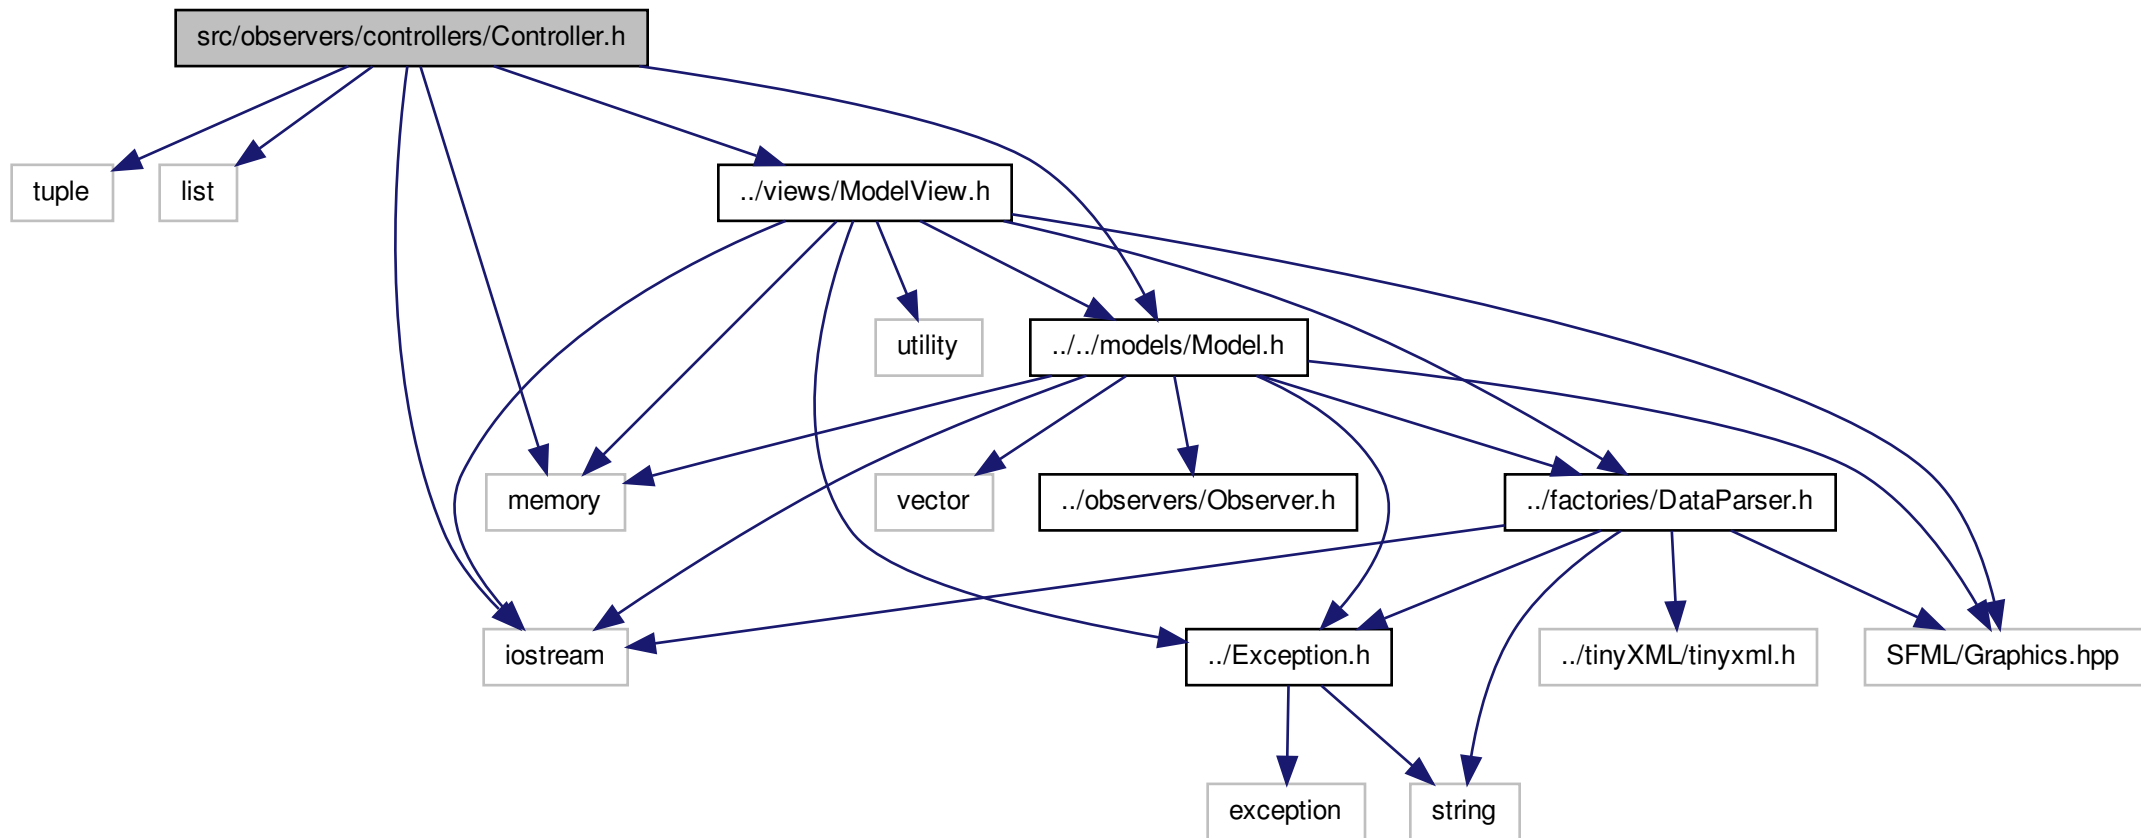 src/observers/controllers/Controller.h
tuple
list
../views/ModelView.h
utility
../../models/Model.h
memory
vector
../observers/Observer.h
../factories/DataParser.h
iostream
../Exception.h
../tinyXML/tinyxml.h
SFML/Graphics.hpp
exception
string